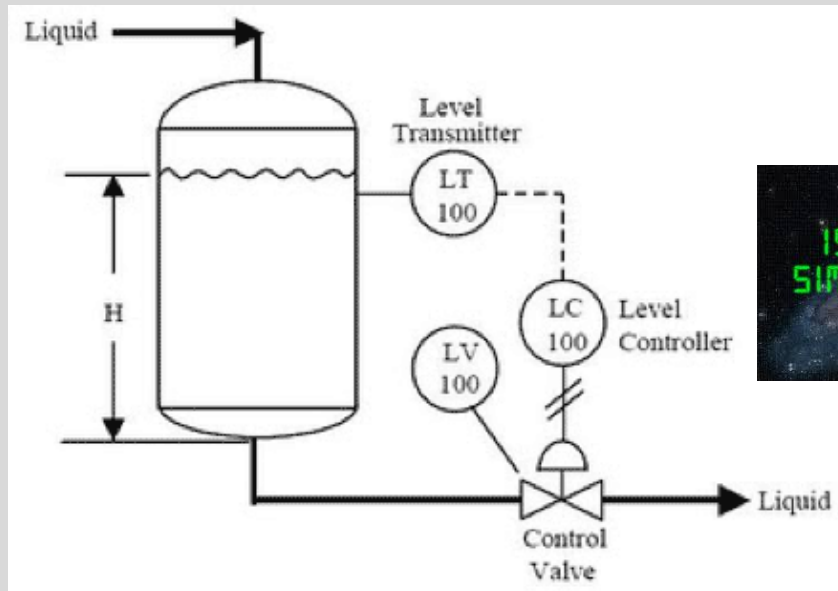 Liquid
Level
Transmitter
LT
100
H
LC
100
Level
Controller
LV
100
Liquid
Control
Valve